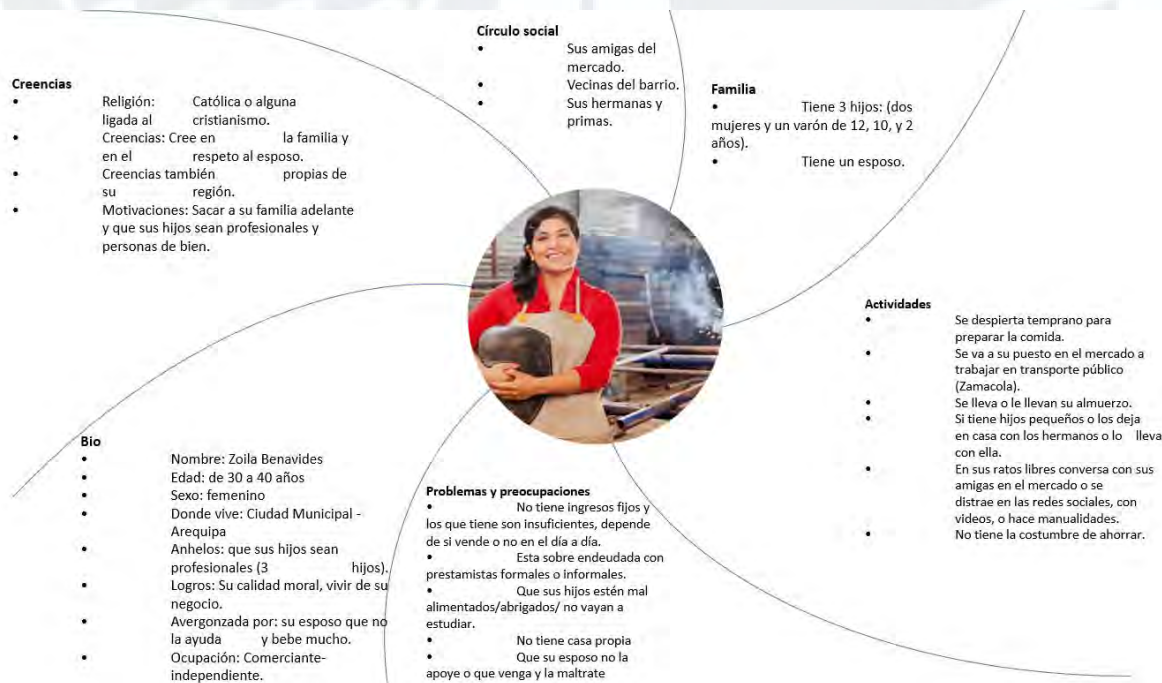 Círculo social
• Sus amigas del
mercado.
• Vecinas del barrio.
• Sus hermanas y
primas.
Creencias
• Religión: Católica o alguna
ligada al cristianismo.
• Creencias: Cree en la familia y
en el respeto al esposo.
• Creencias también propias de
su región.
• Motivaciones: Sacar a su familia adelante
y que sus hijos sean profesionales y
personas de bien.
Familia
• Tiene 3 hijos: (dos
mujeres y un varón de 12, 10, y 2
años).
• Tiene un esposo.
Actividades
• Se despierta temprano para
preparar la comida.
• Se va a su puesto en el mercado a
trabajar en transporte público
(Zamacola).
• Se lleva o le llevan su almuerzo.
• Si tiene hijos pequeños o los deja
en casa con los hermanos o lo lleva
con ella.
• En sus ratos libres conversa con sus
amigas en el mercado o se
distrae en las redes sociales, con
videos, o hace manualidades.
• No tiene la costumbre de ahorrar.
Bio
• Nombre: Zoila Benavides
• Edad: de 30 a 40 años
• Sexo: femenino
• Donde vive: Ciudad Municipal -
Arequipa
• Anhelos: que sus hijos sean
profesionales (3 hijos).
• Logros: Su calidad moral, vivir de su
negocio.
• Avergonzada por: su esposo que no
la ayuda y bebe mucho.
• Ocupación: Comerciante-
independiente.
Problemas y preocupaciones
• No tiene ingresos fijos y
los que tiene son insuficientes, depende
de si vende o no en el día a día.
• Esta sobre endeudada con
prestamistas formales o informales.
• Que sus hijos estén mal
alimentados/abrigados/ no vayan a
estudiar.
• No tiene casa propia
• Que su esposo no la
apoye o que venga y la maltrate